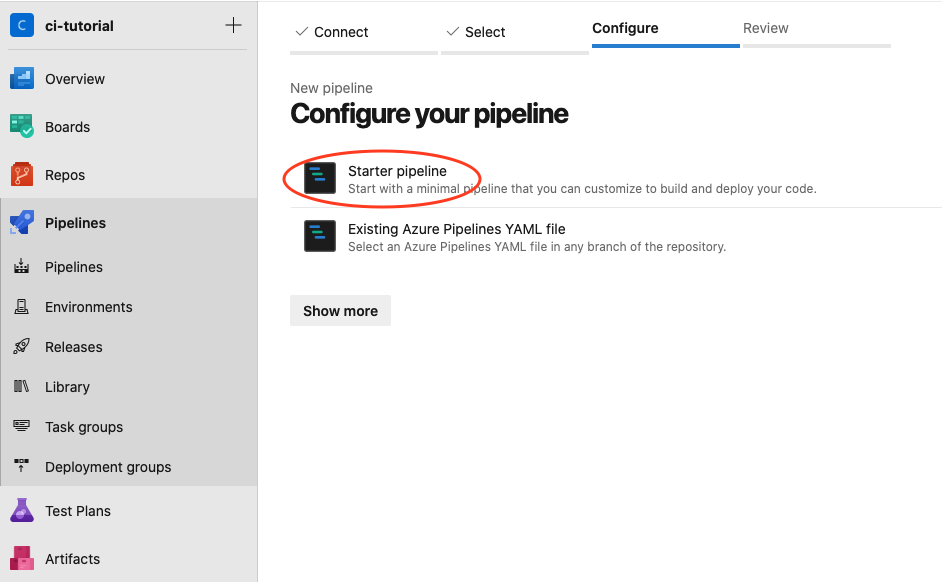 C ci-tutorial
Overview
Boards
Repos
Pipelines
Pipelines
Environments
Releases
Library
Task groups
Deployment groups
Test Plans
Artifacts
Connect Select Configure Review
New pipeline
Configure your pipeline
Starter pipeline
Start with a minimal pipeline that you can customize to build and deploy your code.
Existing Azure Pipelines YAML file
Select an Azure Pipelines YAML file in any branch of the repository.
Show more